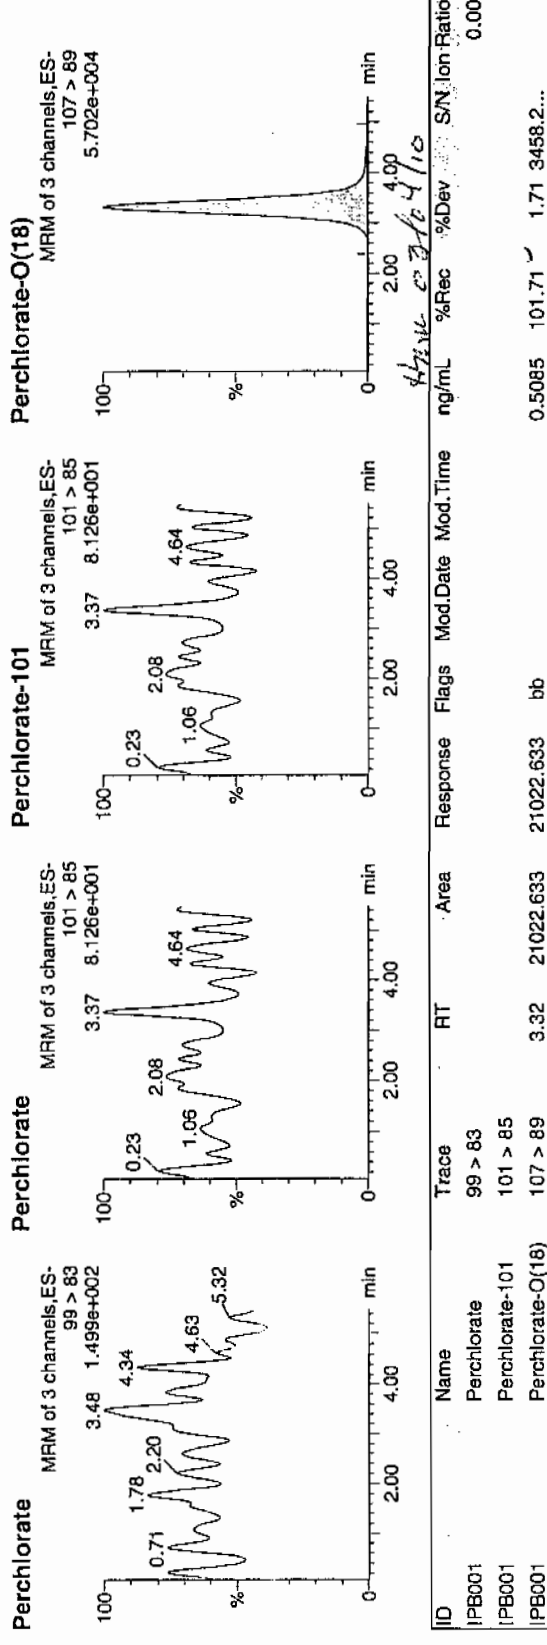 Perchlorate
MRM of 3 channels,ES-
99 > 83
1.499e+002
100
%
0
0.71
1.78
2.20
3.48
4.34
4.63
5.32
2.00
4.00
min
Perchlorate
MRM of 3 channels,ES-
101 > 85
8.126e+001
100
%
0
0.23
1.06
2.08
3.37
4.64
2.00
4.00
min
Perchlorate-101
MRM of 3 channels,ES-
101 > 85
8.126e+001
100
%
0
0.23
1.06
2.08
3.37
4.64
2.00
4.00
min
Perchlorate-O(18)
MRM of 3 channels,ES-
107 > 89
5.702e+004
100
%
0
2.00
4.00
min
03/04/10
ID Name Trace RT Area Response Flags Mod.Date Mod.Time ng/mL %Rec %Dev S/N Ion Ratio
IPB001 Perchlorate 99 > 83 0.00
IPB001 Perchlorate-101 101 > 85
IPB001 Perchlorate-O(18) 107 > 89 3.32 21022.633 21022.633 bb 0.5085 101.71 1.71 3458.2...